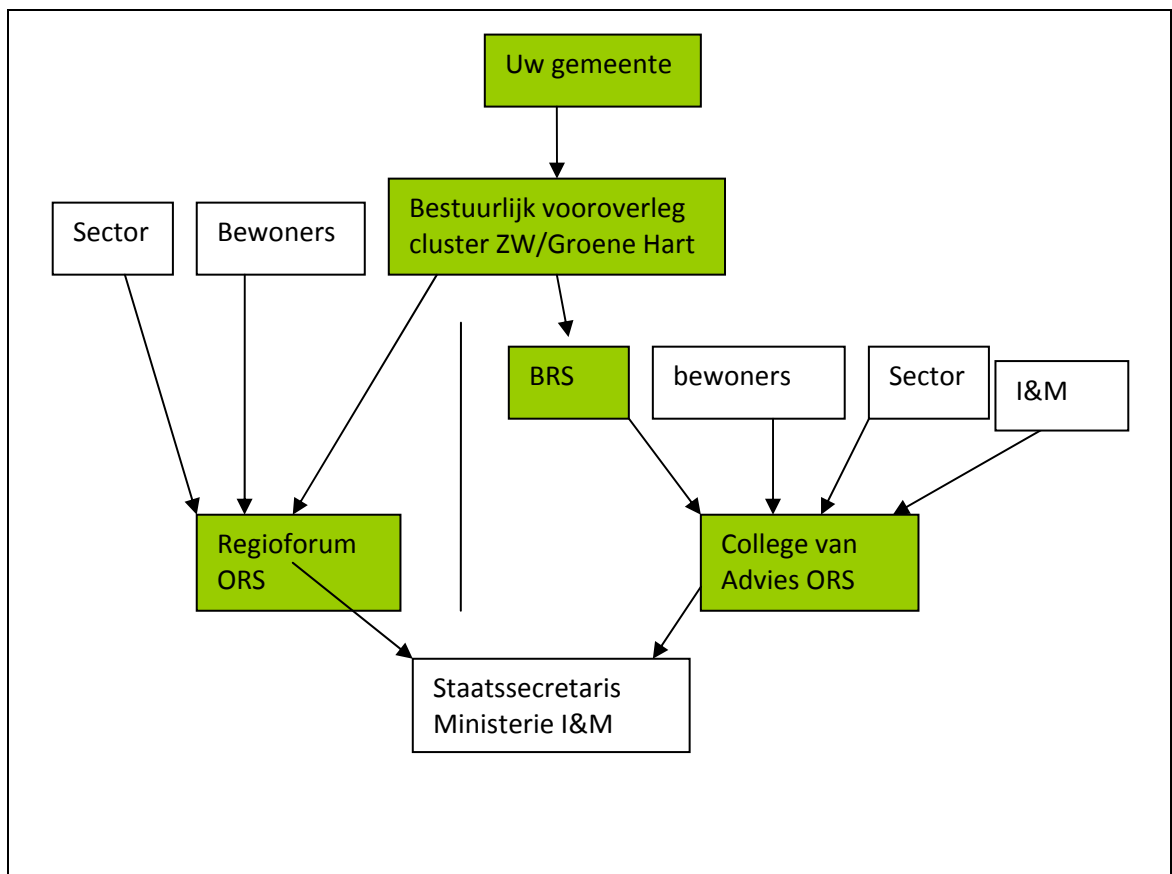 Uw gemeente
Bestuurlijk vooroverleg
cluster ZW/Groene Hart
Sector
Bewoners
BRS
bewoners
Sector
I&M
Regioforum
ORS
College van
Advies ORS
Staatssecretaris
Ministerie I&M